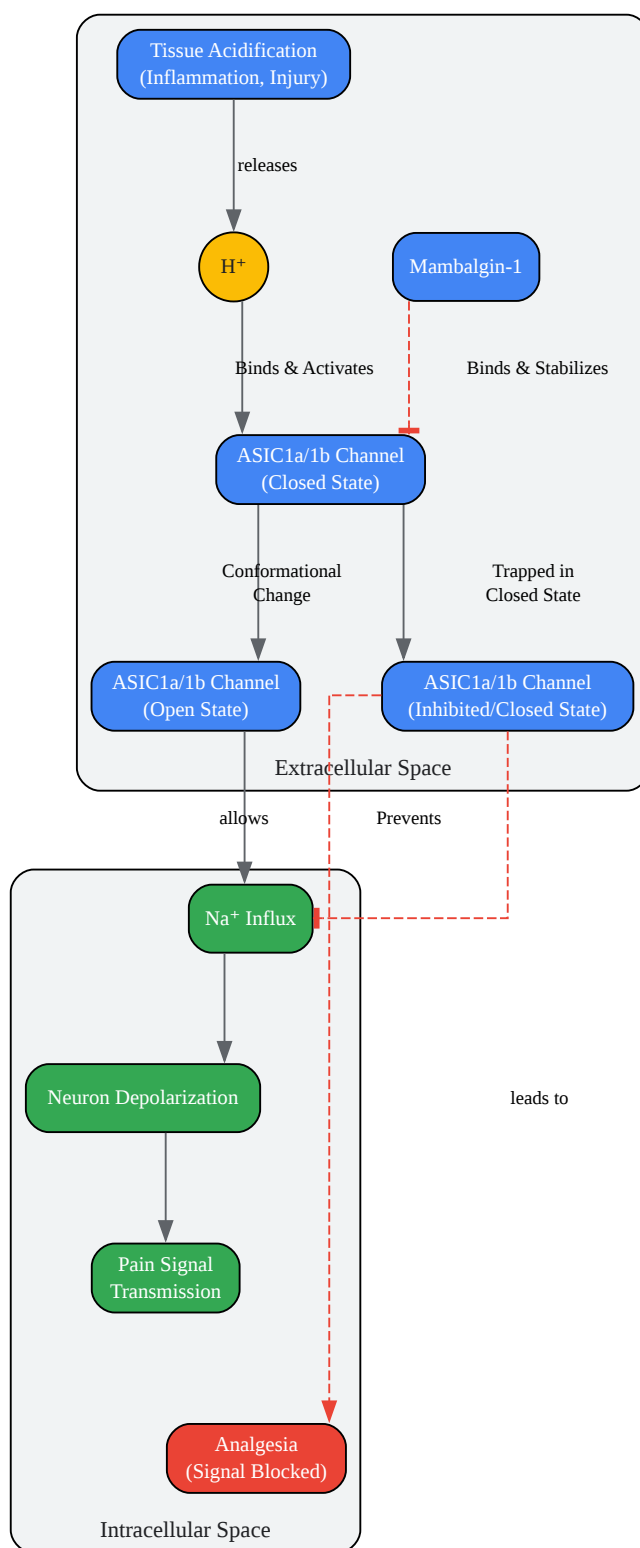 Tissue Acidification
(Inflammation, Injury)
releases
H⁺
Mambalgin-1
Binds & Activates
Binds & Stabilizes
ASIC1a/1b Channel
(Closed State)
Conformational
Change
Trapped in
Closed State
ASIC1a/1b Channel
(Open State)
ASIC1a/1b Channel
(Inhibited/Closed State)
Extracellular Space
allows
Prevents
Na⁺ Influx
Neuron Depolarization
leads to
Pain Signal
Transmission
Analgesia
(Signal Blocked)
Intracellular Space